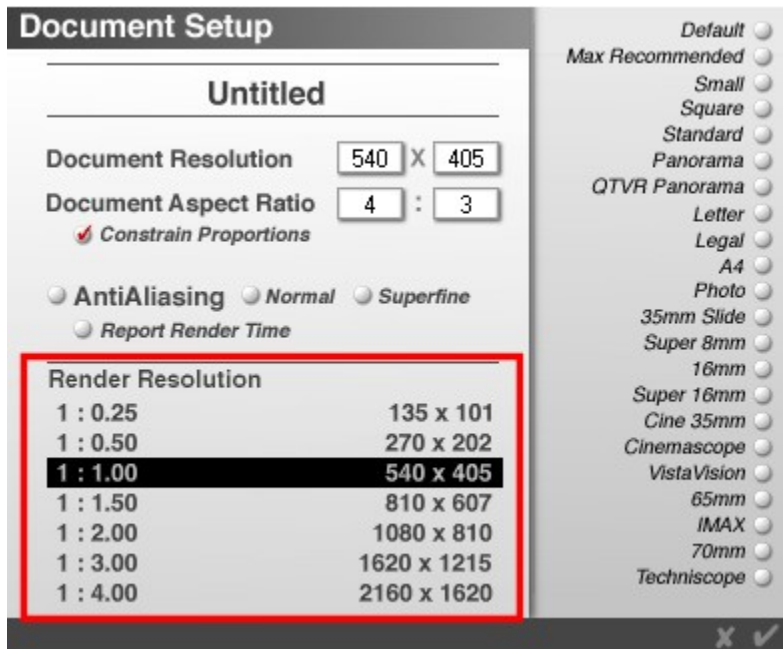 Document Setup
Untitled
Document Resolution 540 X 405
Document Aspect Ratio 4 : 3
Constrain Proportions
AntiAliasing Normal Superfine
Report Render Time
Render Resolution
1 : 0.25 135 x 101
1 : 0.50 270 x 202
1 : 1.00 540 x 405
1 : 1.50 810 x 607
1 : 2.00 1080 x 810
1 : 3.00 1620 x 1215
1 : 4.00 2160 x 1620
Default
Max Recommended
Small
Square
Standard
Panorama
QTVR Panorama
Letter
Legal
A4
Photo
35mm Slide
Super 8mm
16mm
Super 16mm
Cine 35mm
Cinemascope
VistaVision
65mm
IMAX
70mm
Techniscope